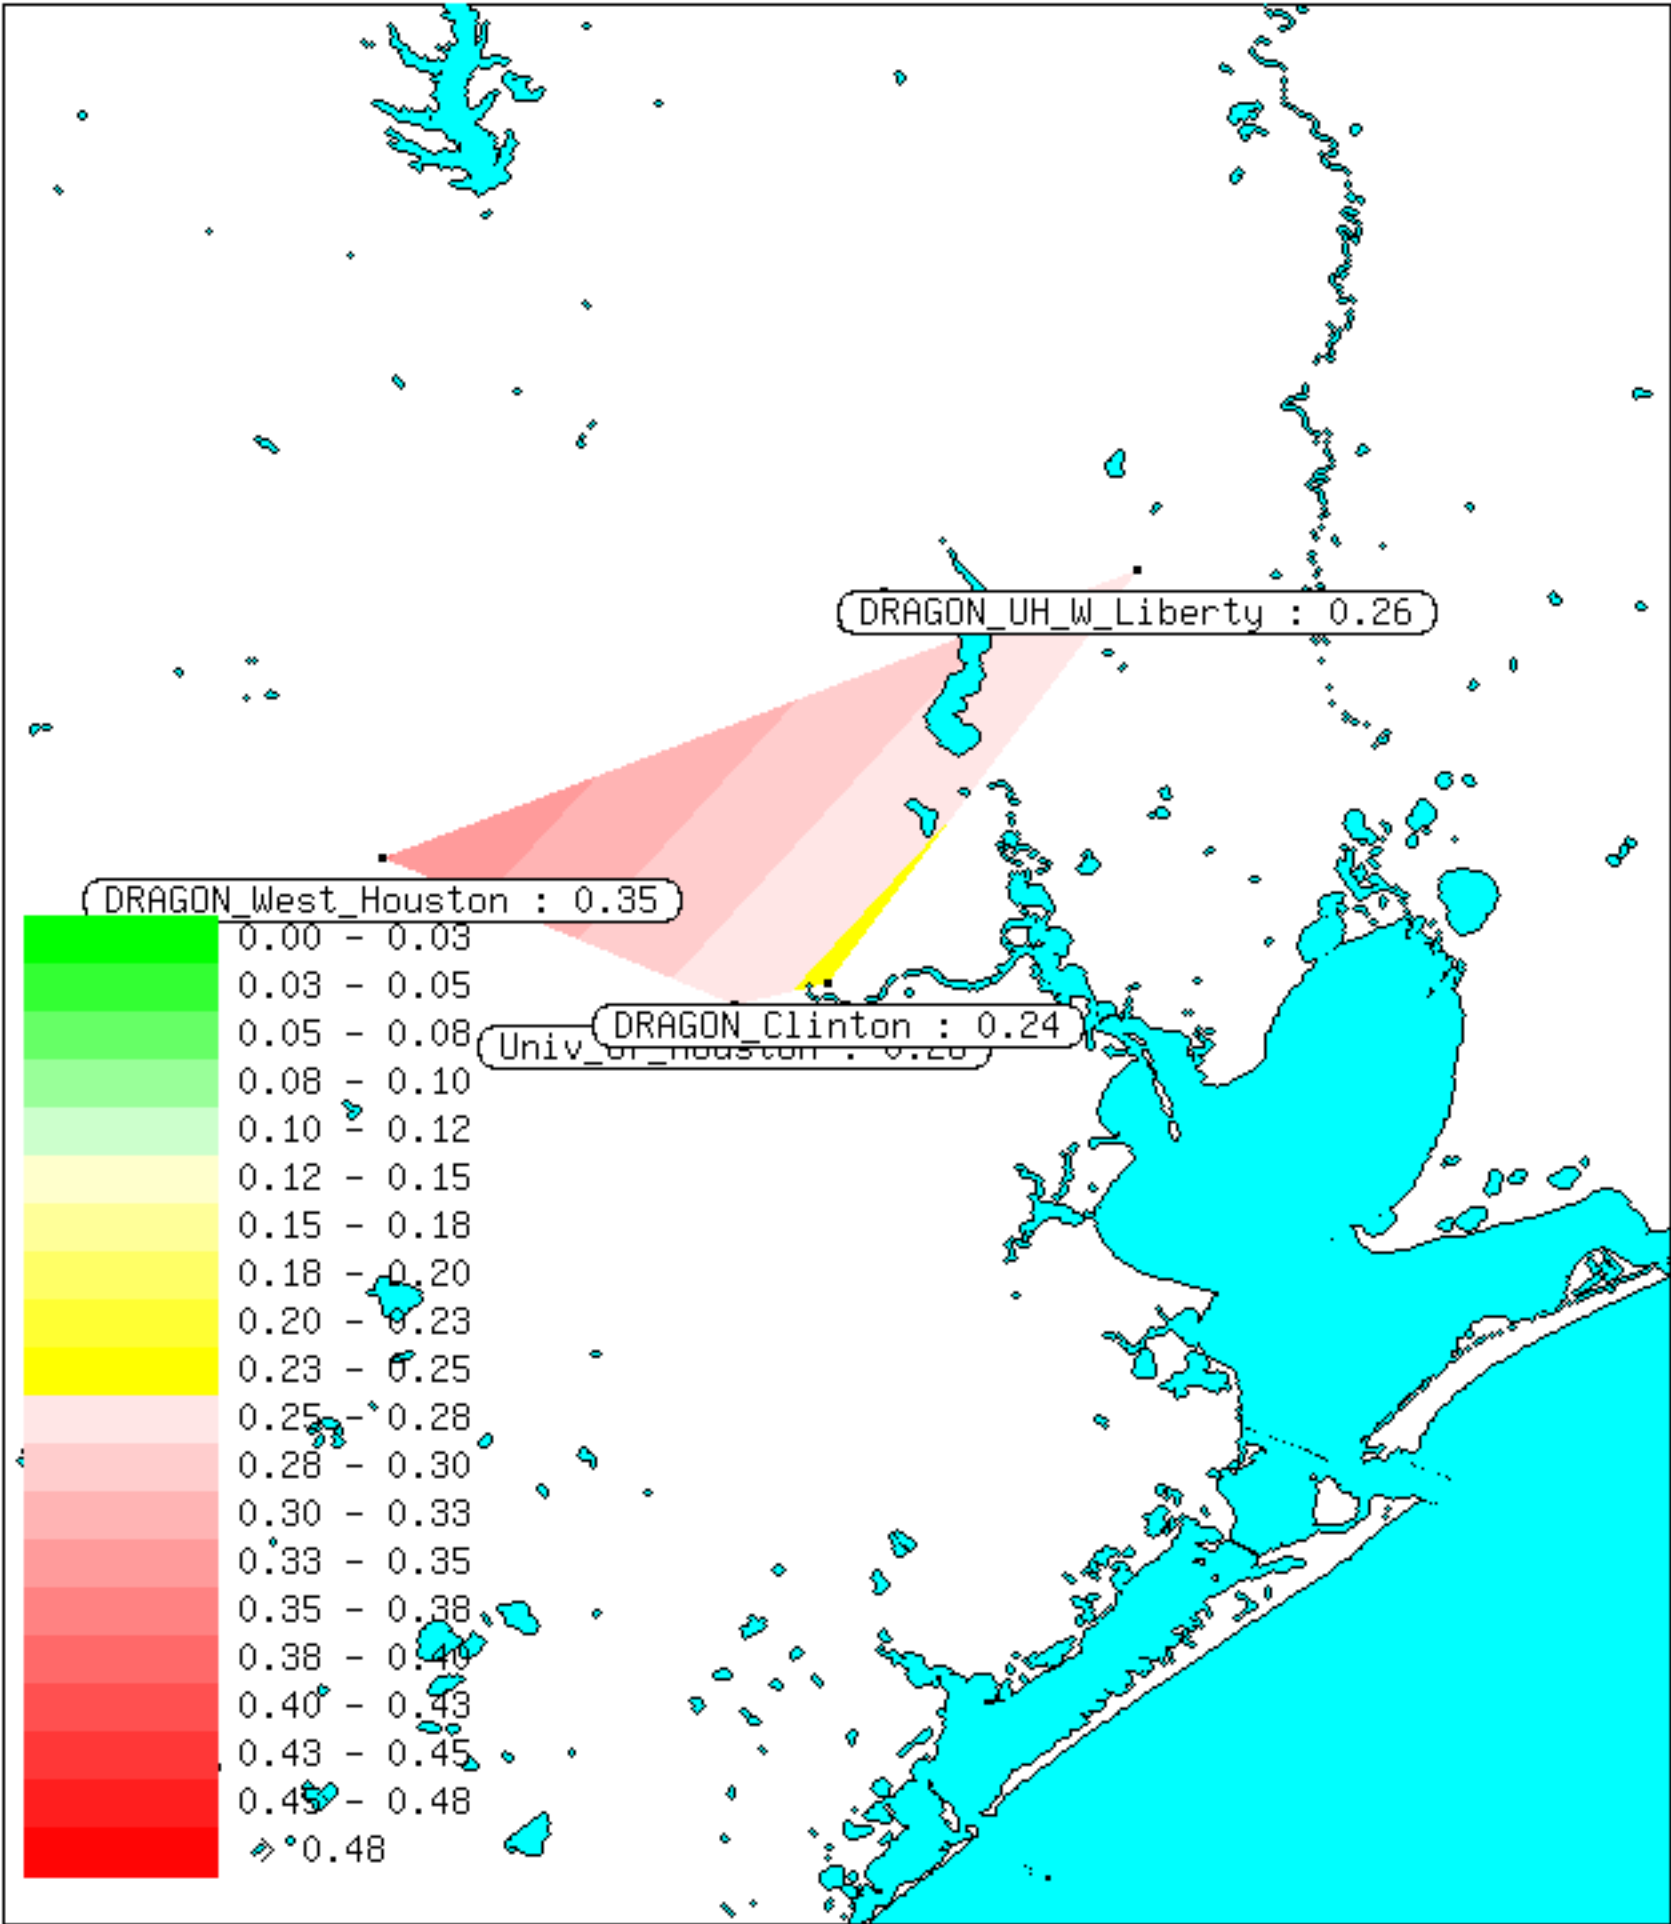 DRAGON_UH_W_Liberty : 0.26
DRAGON_West_Houston : 0.35
DRAGON_Clinton : 0.24
Univ_of_Houston :
0.00 - 0.03
0.03 - 0.05
0.05 - 0.08
0.08 - 0.10
0.10 - 0.12
0.12 - 0.15
0.15 - 0.18
0.18 - 0.20
0.20 - 0.23
0.23 - 0.25
0.25 - 0.28
0.28 - 0.30
0.30 - 0.33
0.33 - 0.35
0.35 - 0.38
0.38 - 0.40
0.40 - 0.43
0.43 - 0.45
0.45 - 0.48
> 0.48